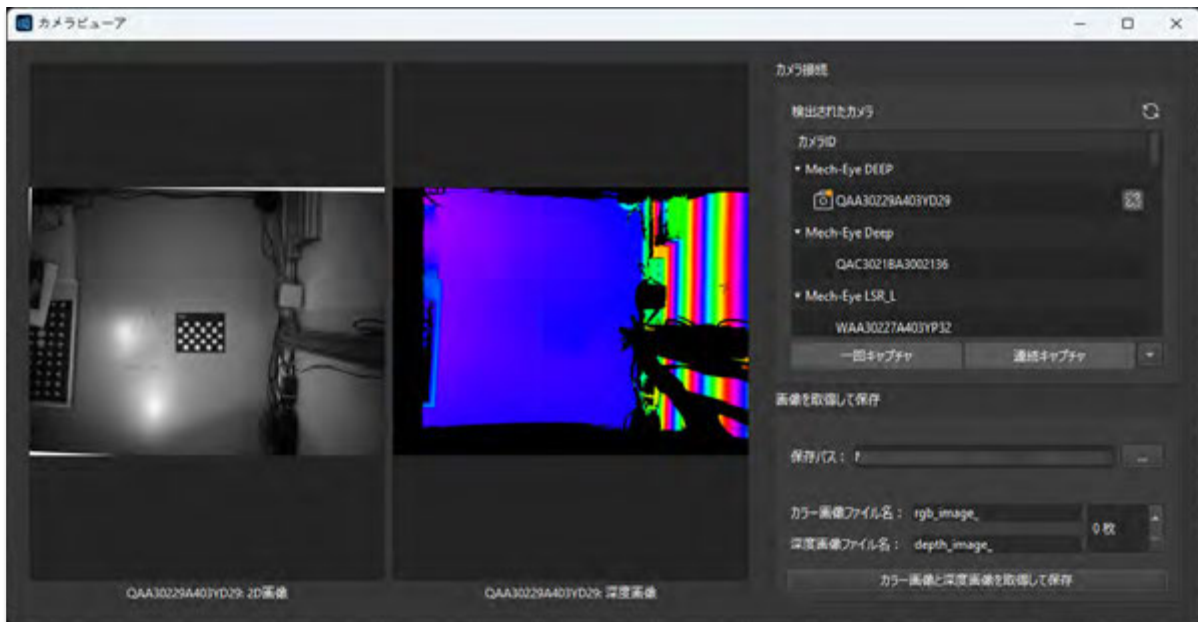 カメラビューア
カメラ接続
検出されたカメラ
カメラID
Mech-Eye DEEP
QAA30229A403YD29
Mech-Eye Deep
QAC3021BA3002136
Mech-Eye LSR_L
WAA30227A403YP32
一回キャプチャ
連続キャプチャ
画像を取得して保存
保存パス：
...
カラー画像ファイル名： rgb_image_
0 枚
深度画像ファイル名： depth_image_
カラー画像と深度画像を取得して保存
QAA30229A403YD29: 2D画像
QAA30229A403YD29: 深度画像